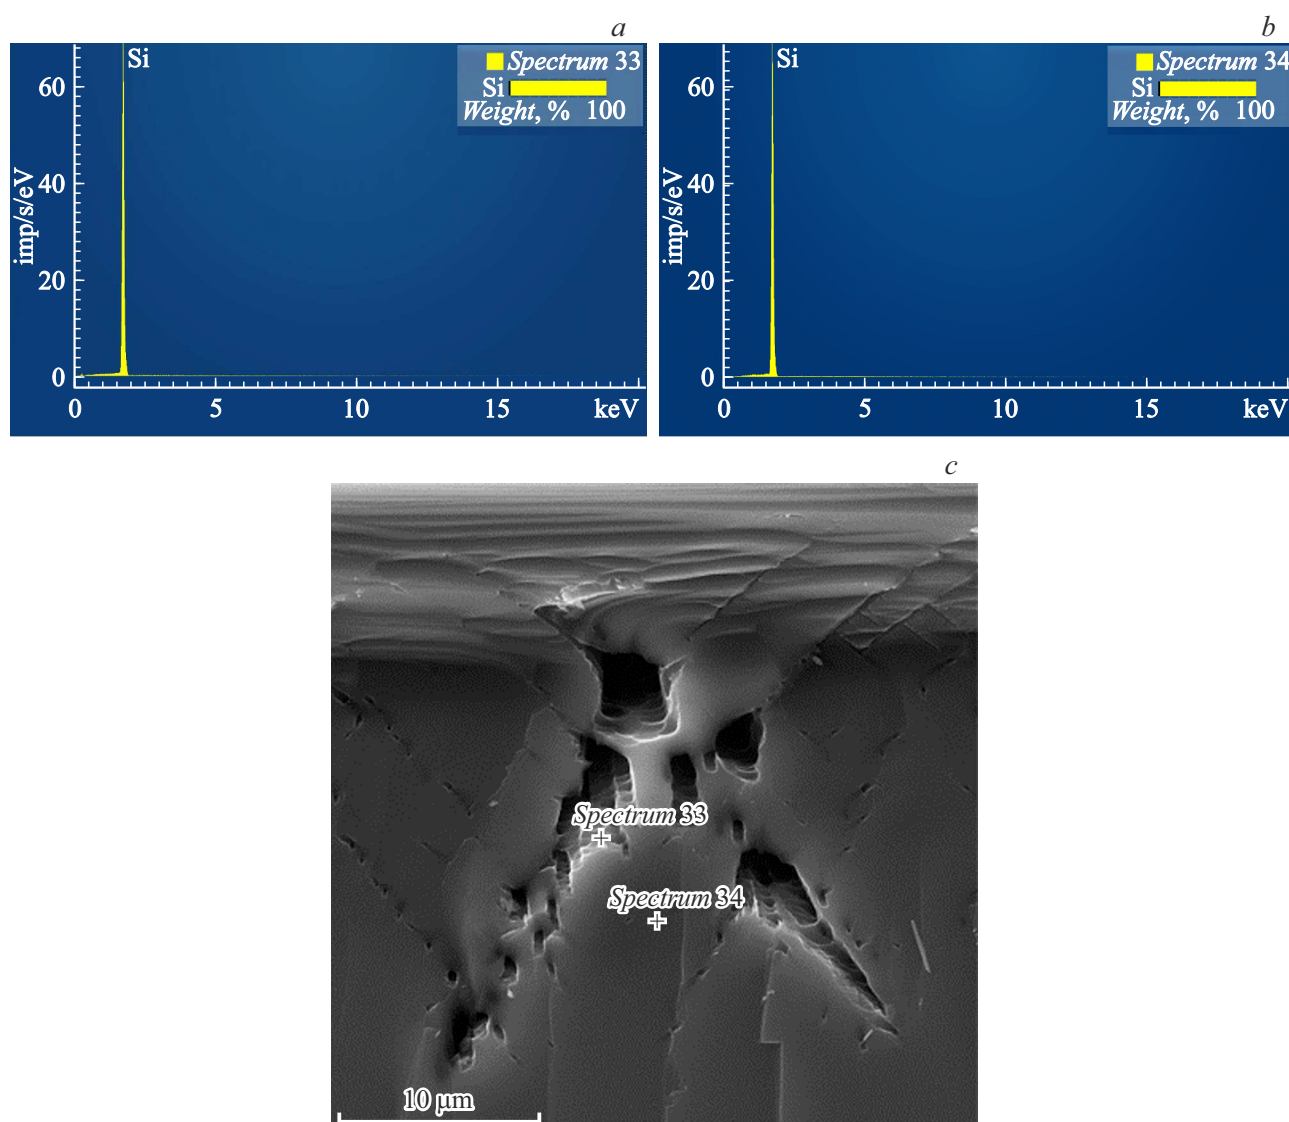 a
Si
Spectrum 33
Si
Weight, % 100
imp/s/eV
60
40
20
0
0 5 10 15 keV
b
Si
Spectrum 34
Si
Weight, % 100
imp/s/eV
60
40
20
0
0 5 10 15 keV
c
Spectrum 33
Spectrum 34
10 μm